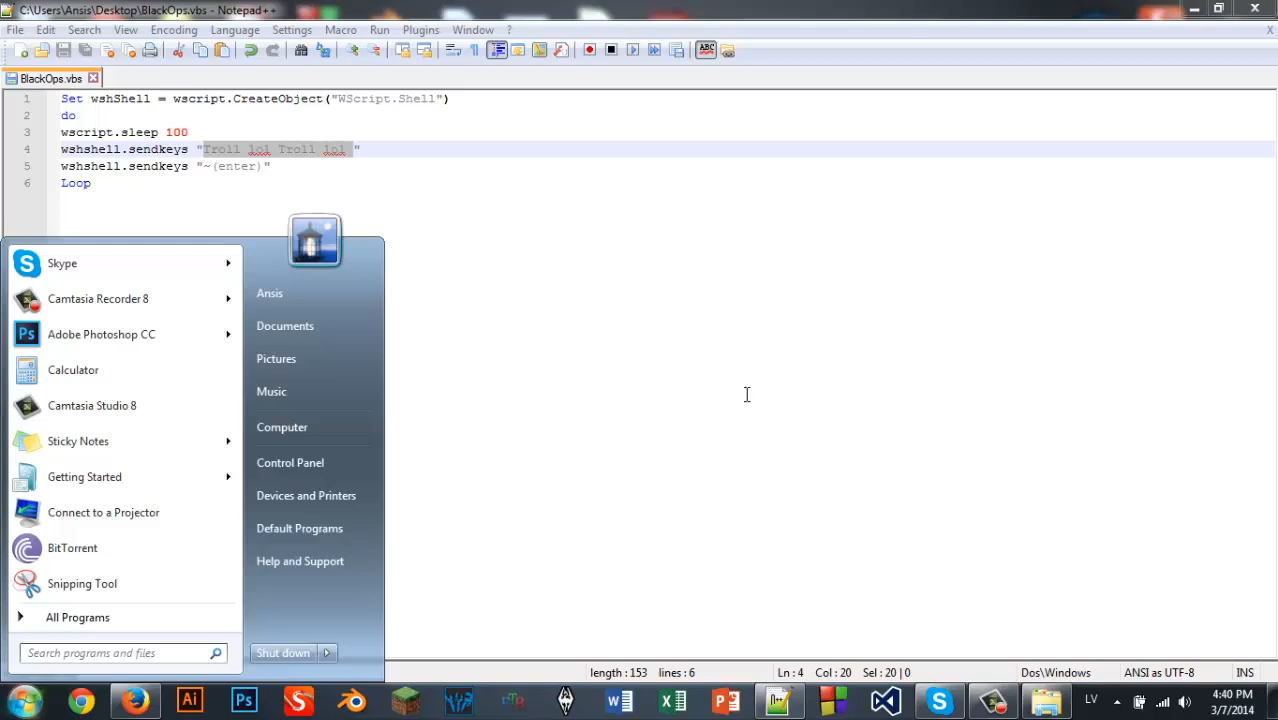 C:\Users\Ansis\Desktop\BlackOps.vbs - Notepad++
File Edit Search View Encoding Language Settings Macro Run Plugins Window ? X
ABC
BlackOps.vbs
1 Set wshShell = wscript.CreateObject("WScript.Shell")
2 do
3 wscript.sleep 100
4 wshshell.sendkeys "Troll lol Troll lol "
5 wshshell.sendkeys "~(enter)"
6 Loop
Skype
Camtasia Recorder 8
Adobe Photoshop CC
Calculator
Camtasia Studio 8
Sticky Notes
Getting Started
Connect to a Projector
BitTorrent
Snipping Tool
All Programs
Search programs and files
Ansis
Documents
Pictures
Music
Computer
Control Panel
Devices and Printers
Default Programs
Help and Support
Shut down
length : 153 lines : 6 Ln : 4 Col : 20 Sel : 20 | 0 Dos\Windows ANSI as UTF-8 INS
Ai Ps LV
4:40 PM
3/7/2014